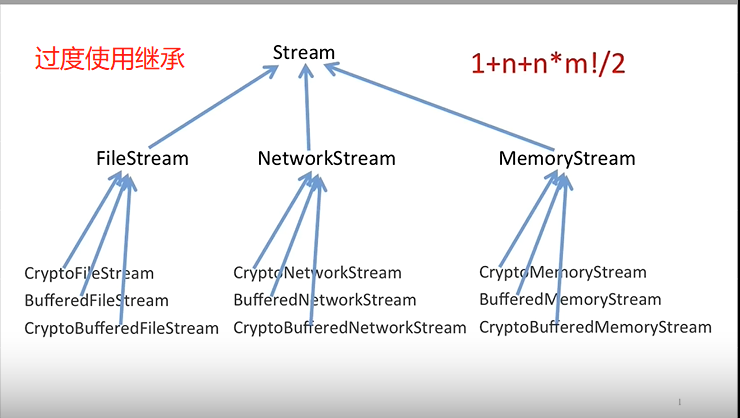 过度使用继承
Stream
1+n+n*m!/2
FileStream
NetworkStream
MemoryStream
CryptoFileStream
BufferedFileStream
CryptoBufferedFileStream
CryptoNetworkStream
BufferedNetworkStream
CryptoBufferedNetworkStream
CryptoMemoryStream
BufferedMemoryStream
CryptoBufferedMemoryStream
1